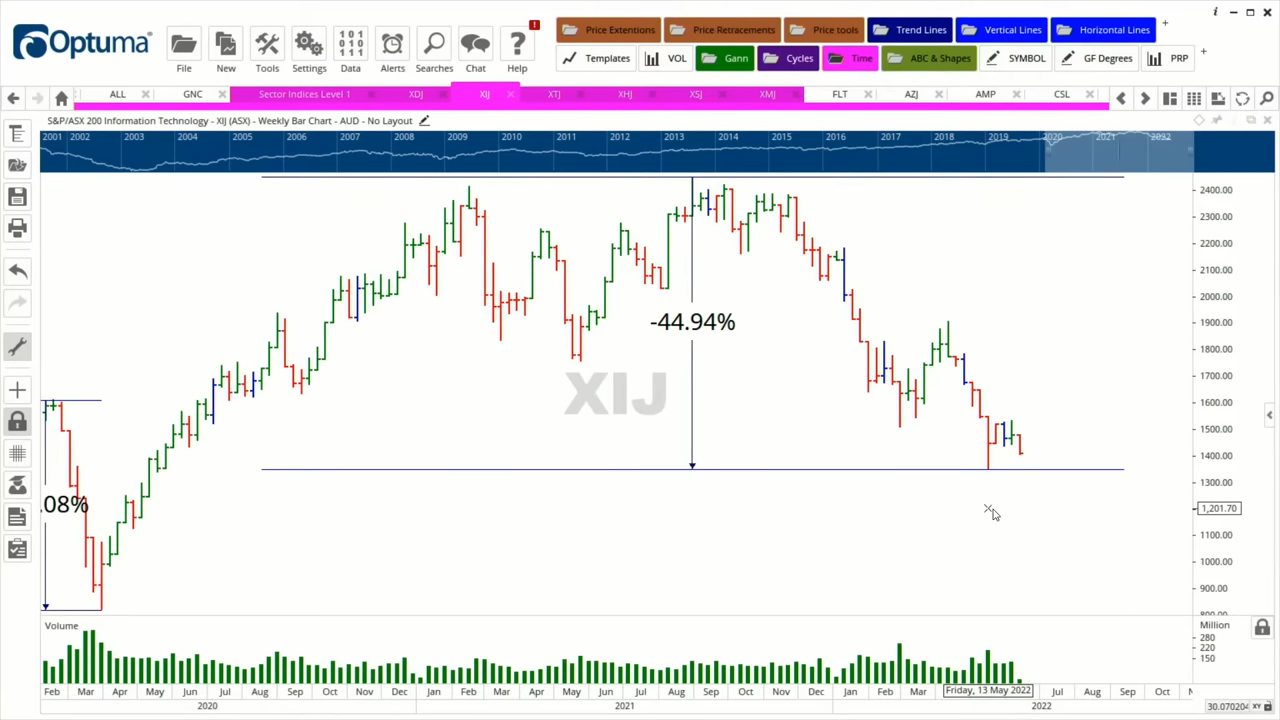 Optuma
File New Tools Settings Data Alerts Searches Chat Help
Price Extentions Price Retracements Price tools Trend Lines Vertical Lines Horizontal Lines
Templates VOL Gann Cycles Time ABC & Shapes SYMBOL GF Degrees PRP
ALL GNC Sector Indices Level 1 XDJ XIJ XTJ XHJ XSJ XMJ FLT AZJ AMP CSL
S&P/ASX 200 Information Technology - XIJ (ASX) - Weekly Bar Chart - AUD - No Layout
2001 2002 2003 2004 2005 2006 2007 2008 2009 2010 2011 2012 2013 2014 2015 2016 2017 2018 2019 2020 2021 2022
2400.00
2300.00
2200.00
2100.00
2000.00
1900.00
1800.00
1700.00
1600.00
1500.00
1400.00
1300.00
1,201.70
1100.00
1000.00
900.00
800.00
-44.94%
XIJ
.08%
Volume
Million
280
220
150
Feb Mar Apr May Jun Jul Aug Sep Oct Nov Dec Jan Feb Mar Apr May Jun Jul Aug Sep Oct Nov Dec Jan Feb Mar Friday, 13 May 2022 Jul Aug Sep Oct
2020 2021 2022
30.070204 XY